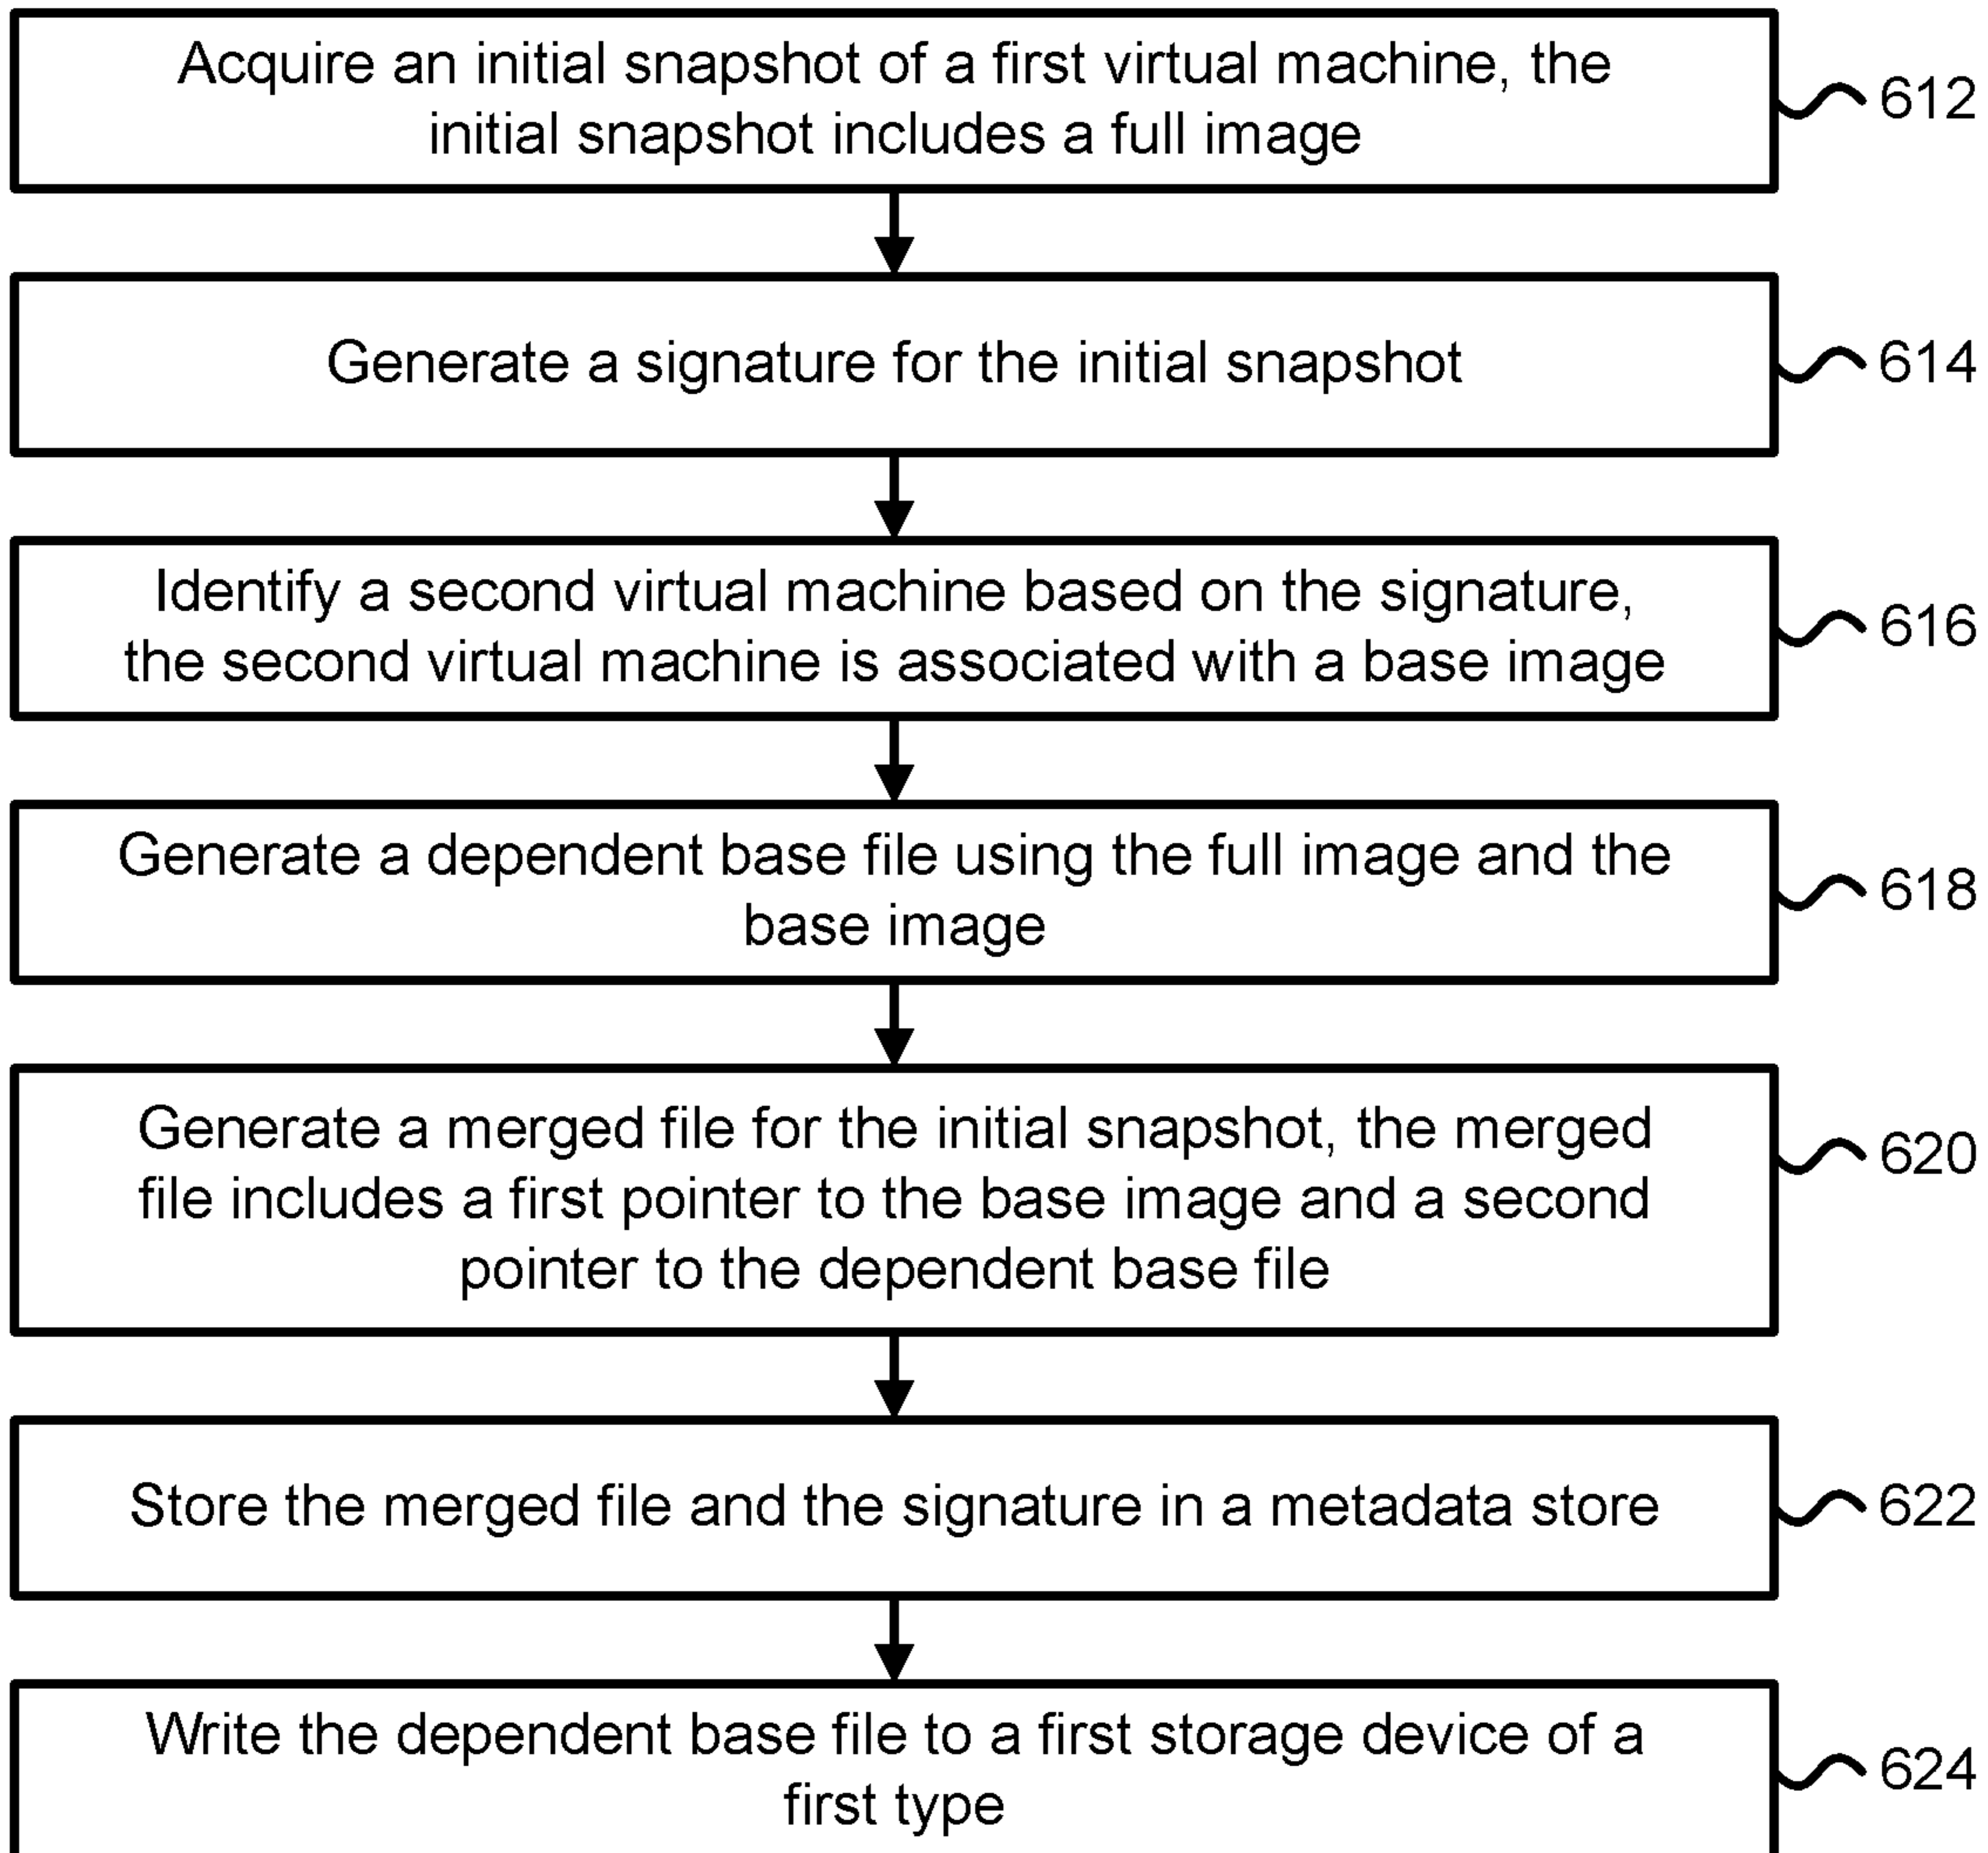 Acquire an initial snapshot of a first virtual machine, the
initial snapshot includes a full image
612
Generate a signature for the initial snapshot
614
Identify a second virtual machine based on the signature,
the second virtual machine is associated with a base image
616
Generate a dependent base file using the full image and the
base image
618
Generate a merged file for the initial snapshot, the merged
file includes a first pointer to the base image and a second
pointer to the dependent base file
620
Store the merged file and the signature in a metadata store
622
Write the dependent base file to a first storage device of a
first type
624